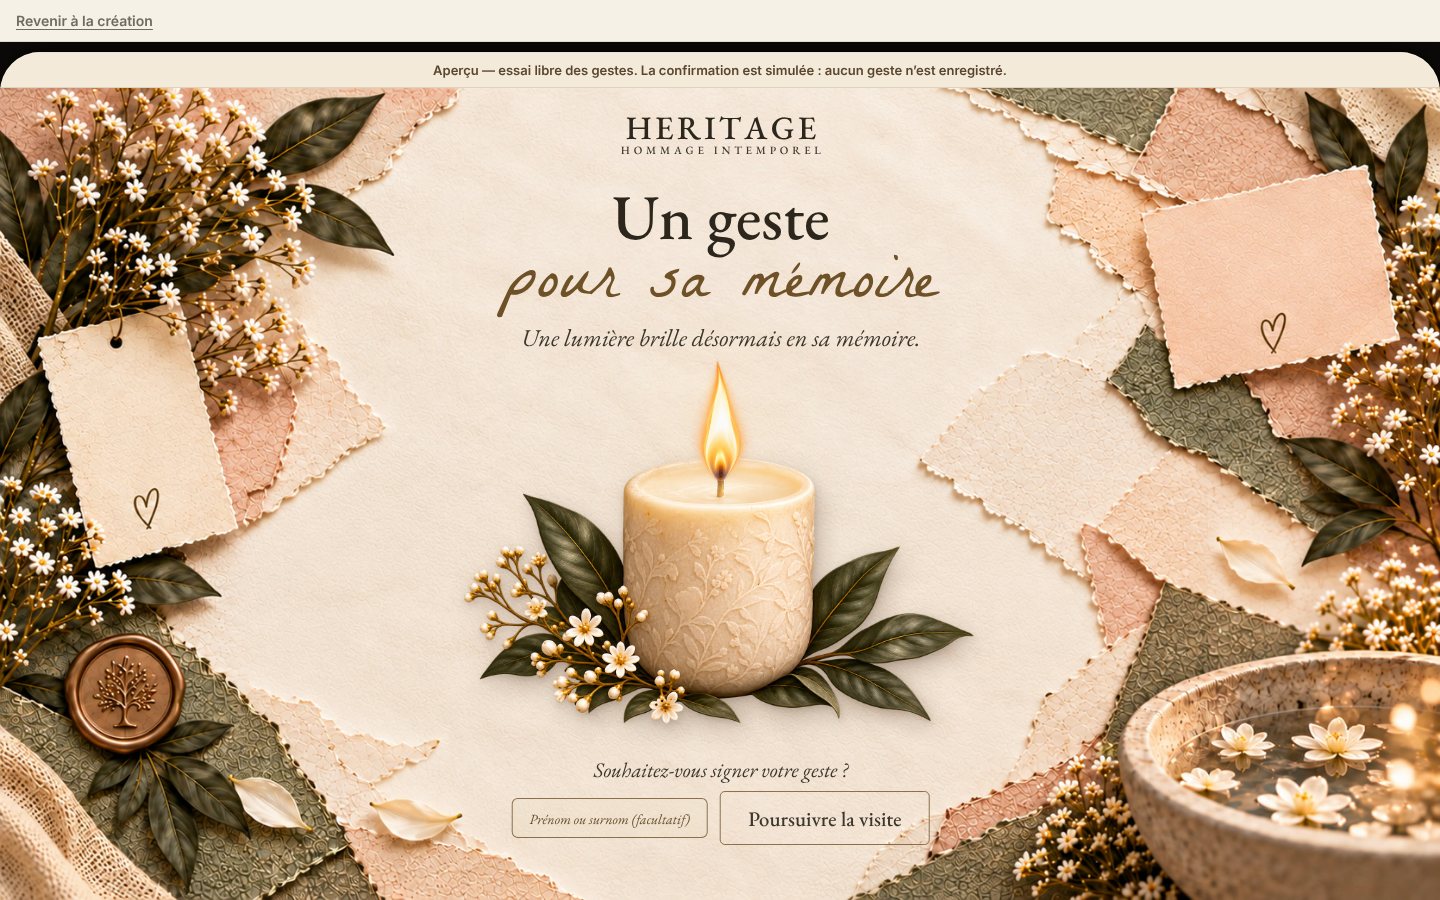 Revenir à la création
Aperçu — essai libre des gestes. La confirmation est simulée : aucun geste n’est enregistré.
HERITAGE
HOMMAGE INTEMPOREL
Un geste
pour sa mémoire
Une lumière brille désormais en sa mémoire.
Souhaitez-vous signer votre geste ?
Prénom ou surnom (facultatif)
Poursuivre la visite